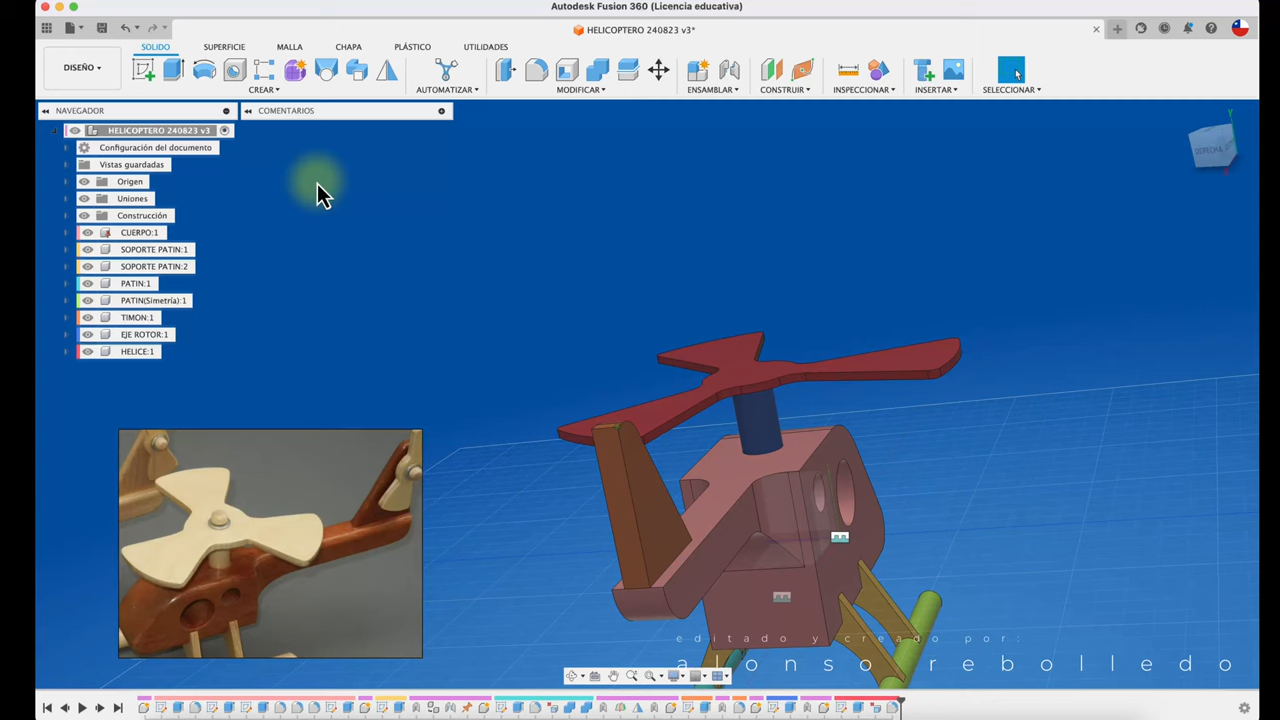 Autodesk Fusion 360 (Licencia educativa)
HELICOPTERO 240823 v3*
SÓLIDO SUPERFICIE MALLA CHAPA PLÁSTICO UTILIDADES
DISEÑO
CREAR AUTOMATIZAR MODIFICAR ENSAMBLAR CONSTRUIR INSPECCIONAR INSERTAR SELECCIONAR
NAVEGADOR
COMENTARIOS
HELICOPTERO 240823 v3
Configuración del documento
Vistas guardadas
Origen
Uniones
Construcción
CUERPO:1
SOPORTE PATIN:1
SOPORTE PATIN:2
PATIN:1
PATIN(Simetría):1
TIMON:1
EJE ROTOR:1
HELICE:1
Y
DERECHA
editado y creado por:
alonso rebolledo